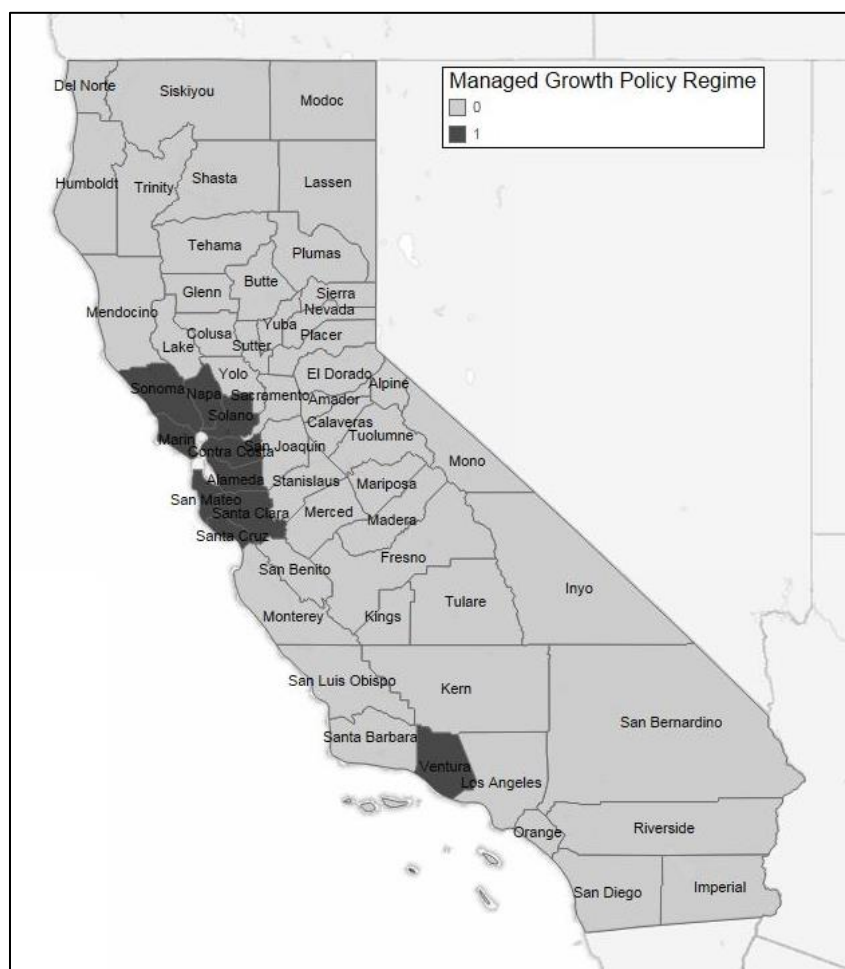 Managed Growth Policy Regime
0
1
Del Norte
Siskiyou
Modoc
Humboldt
Trinity
Shasta
Lassen
Tehama
Plumas
Glenn
Butte
Sierra
Nevada
Mendocino
Colusa
Yuba
Placer
Lake
Sutter
Yolo
El Dorado
Sonoma
Napa
Sacramento
Alpine
Amador
Solano
Calaveras
Marin
Contra Costa
San Joaquin
Tuolumne
Mono
Alameda
Stanislaus
Mariposa
San Mateo
Santa Clara
Merced
Madera
Santa Cruz
Fresno
San Benito
Inyo
Monterey
Kings
Tulare
San Luis Obispo
Kern
San Bernardino
Santa Barbara
Ventura
Los Angeles
Orange
Riverside
San Diego
Imperial